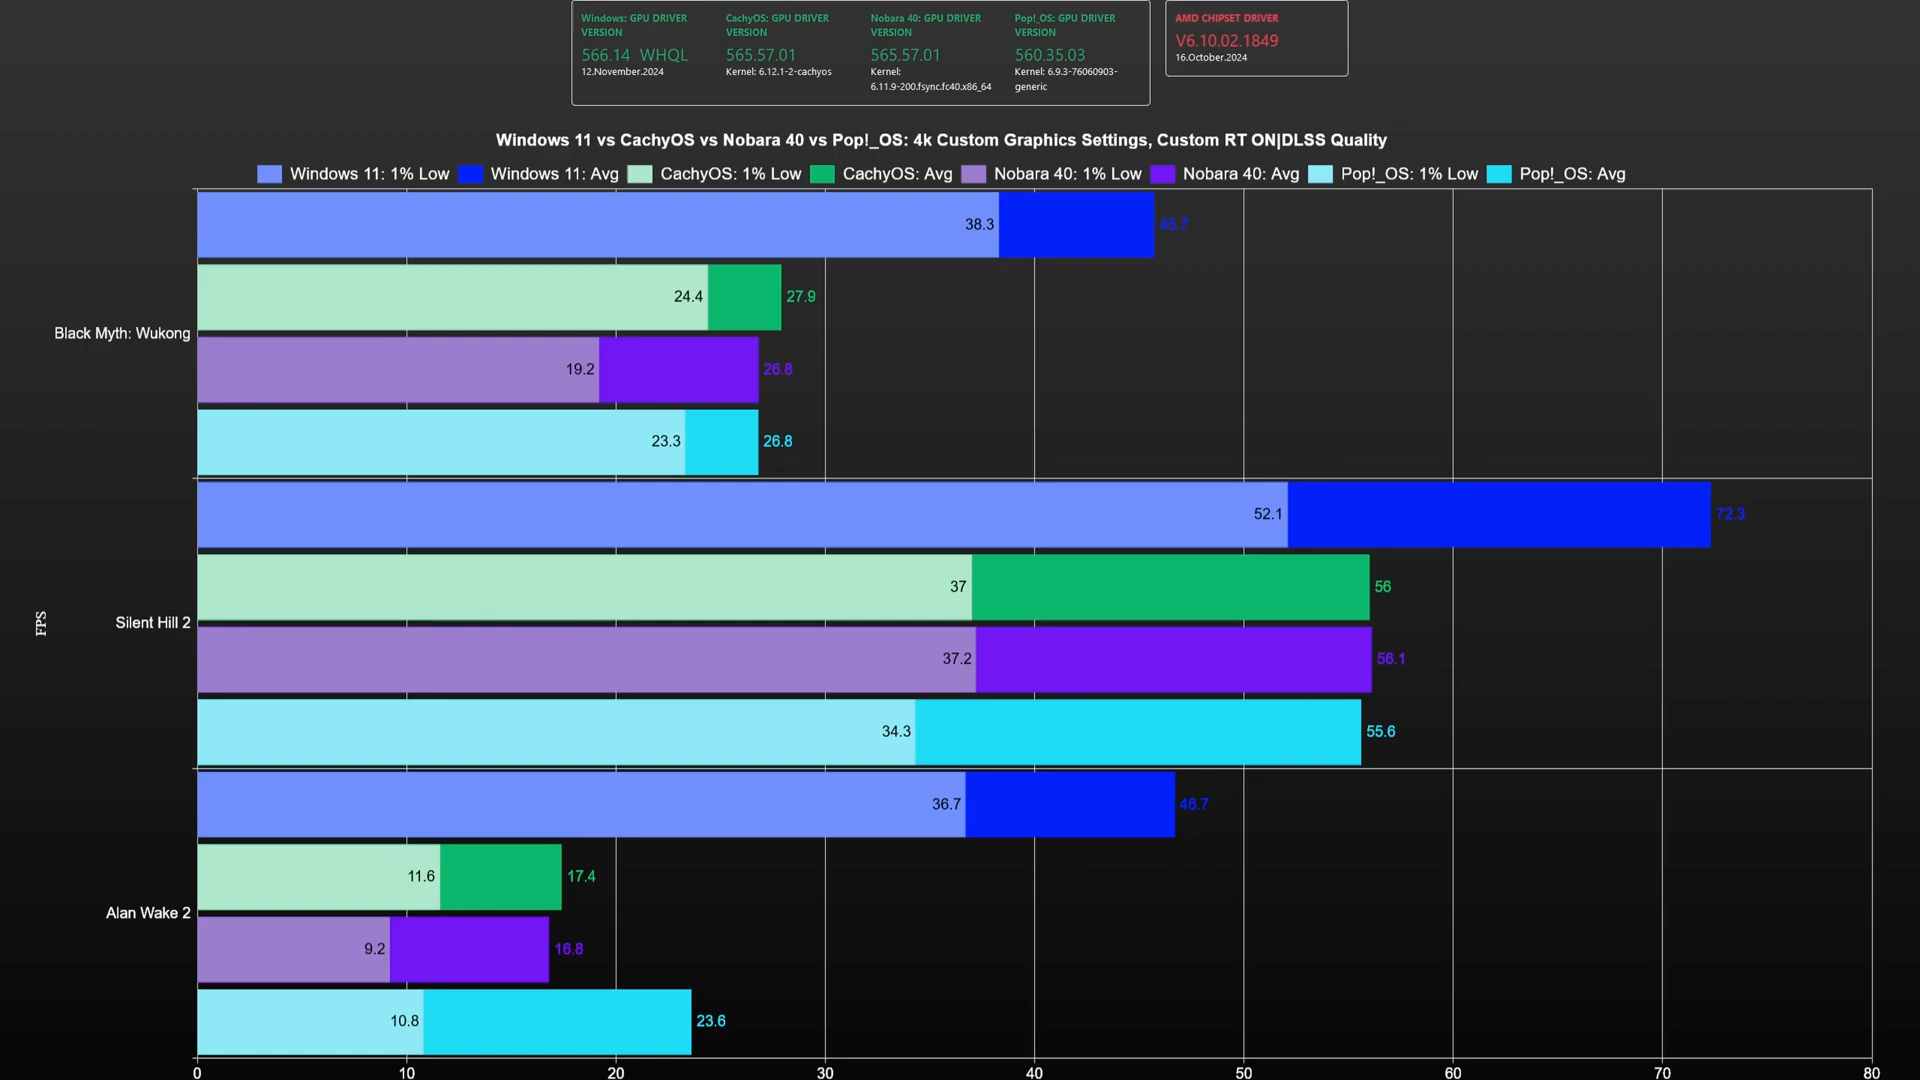 Windows: GPU DRIVER VERSION
566.14 WHQL
12.November.2024
CachyOS: GPU DRIVER VERSION
565.57.01
Kernel: 6.12.1-2-cachyos
Nobara 40: GPU DRIVER VERSION
565.57.01
Kernel:
6.11.9-200.fsync.fc40.x86_64
Pop!_OS: GPU DRIVER VERSION
560.35.03
Kernel: 6.9.3-76060903-generic
AMD CHIPSET DRIVER
V6.10.02.1849
16.October.2024
Windows 11 vs CachyOS vs Nobara 40 vs Pop!_OS: 4k Custom Graphics Settings, Custom RT ON|DLSS Quality
Windows 11: 1% Low Windows 11: Avg CachyOS: 1% Low CachyOS: Avg Nobara 40: 1% Low Nobara 40: Avg Pop!_OS: 1% Low Pop!_OS: Avg
FPS
Black Myth: Wukong
38.3 45.7
24.4 27.9
19.2 26.8
23.3 26.8
Silent Hill 2
52.1 72.3
37 56
37.2 56.1
34.3 55.6
Alan Wake 2
36.7 46.7
11.6 17.4
9.2 16.8
10.8 23.6
0 10 20 30 40 50 60 70 80